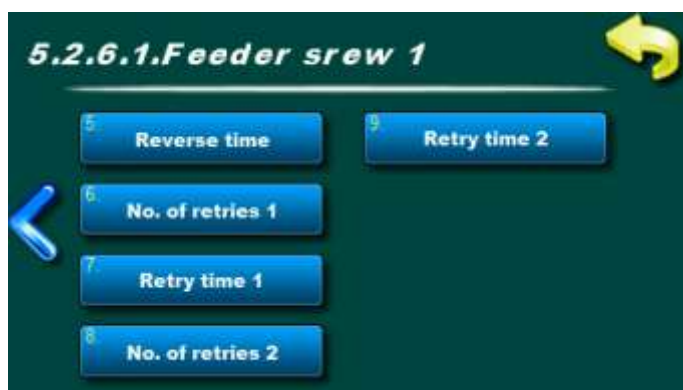 5.2.6.1.Feeder srew 1
5.
Reverse time
6.
No. of retries 1
7.
Retry time 1
8.
No. of retries 2
9.
Retry time 2